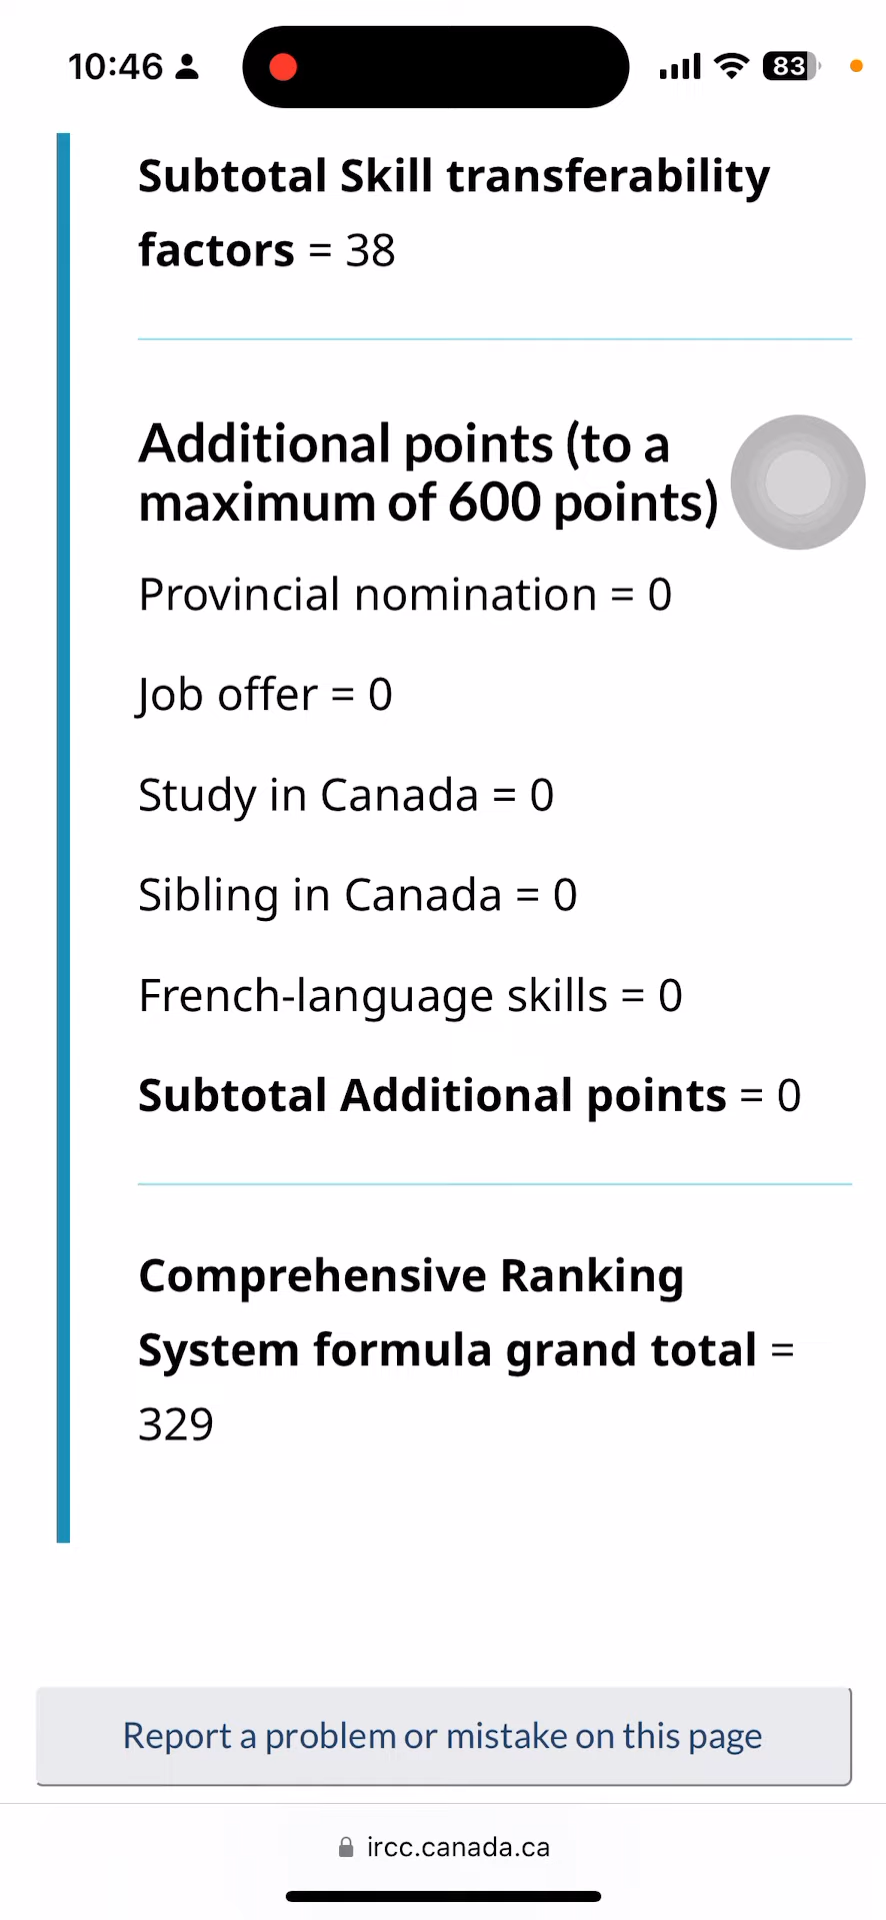 10:46
83
Subtotal Skill transferability
factors = 38
Additional points (to a
maximum of 600 points)
Provincial nomination = 0
Job offer = 0
Study in Canada = 0
Sibling in Canada = 0
French-language skills = 0
Subtotal Additional points = 0
Comprehensive Ranking
System formula grand total =
329
Report a problem or mistake on this page
ircc.canada.ca